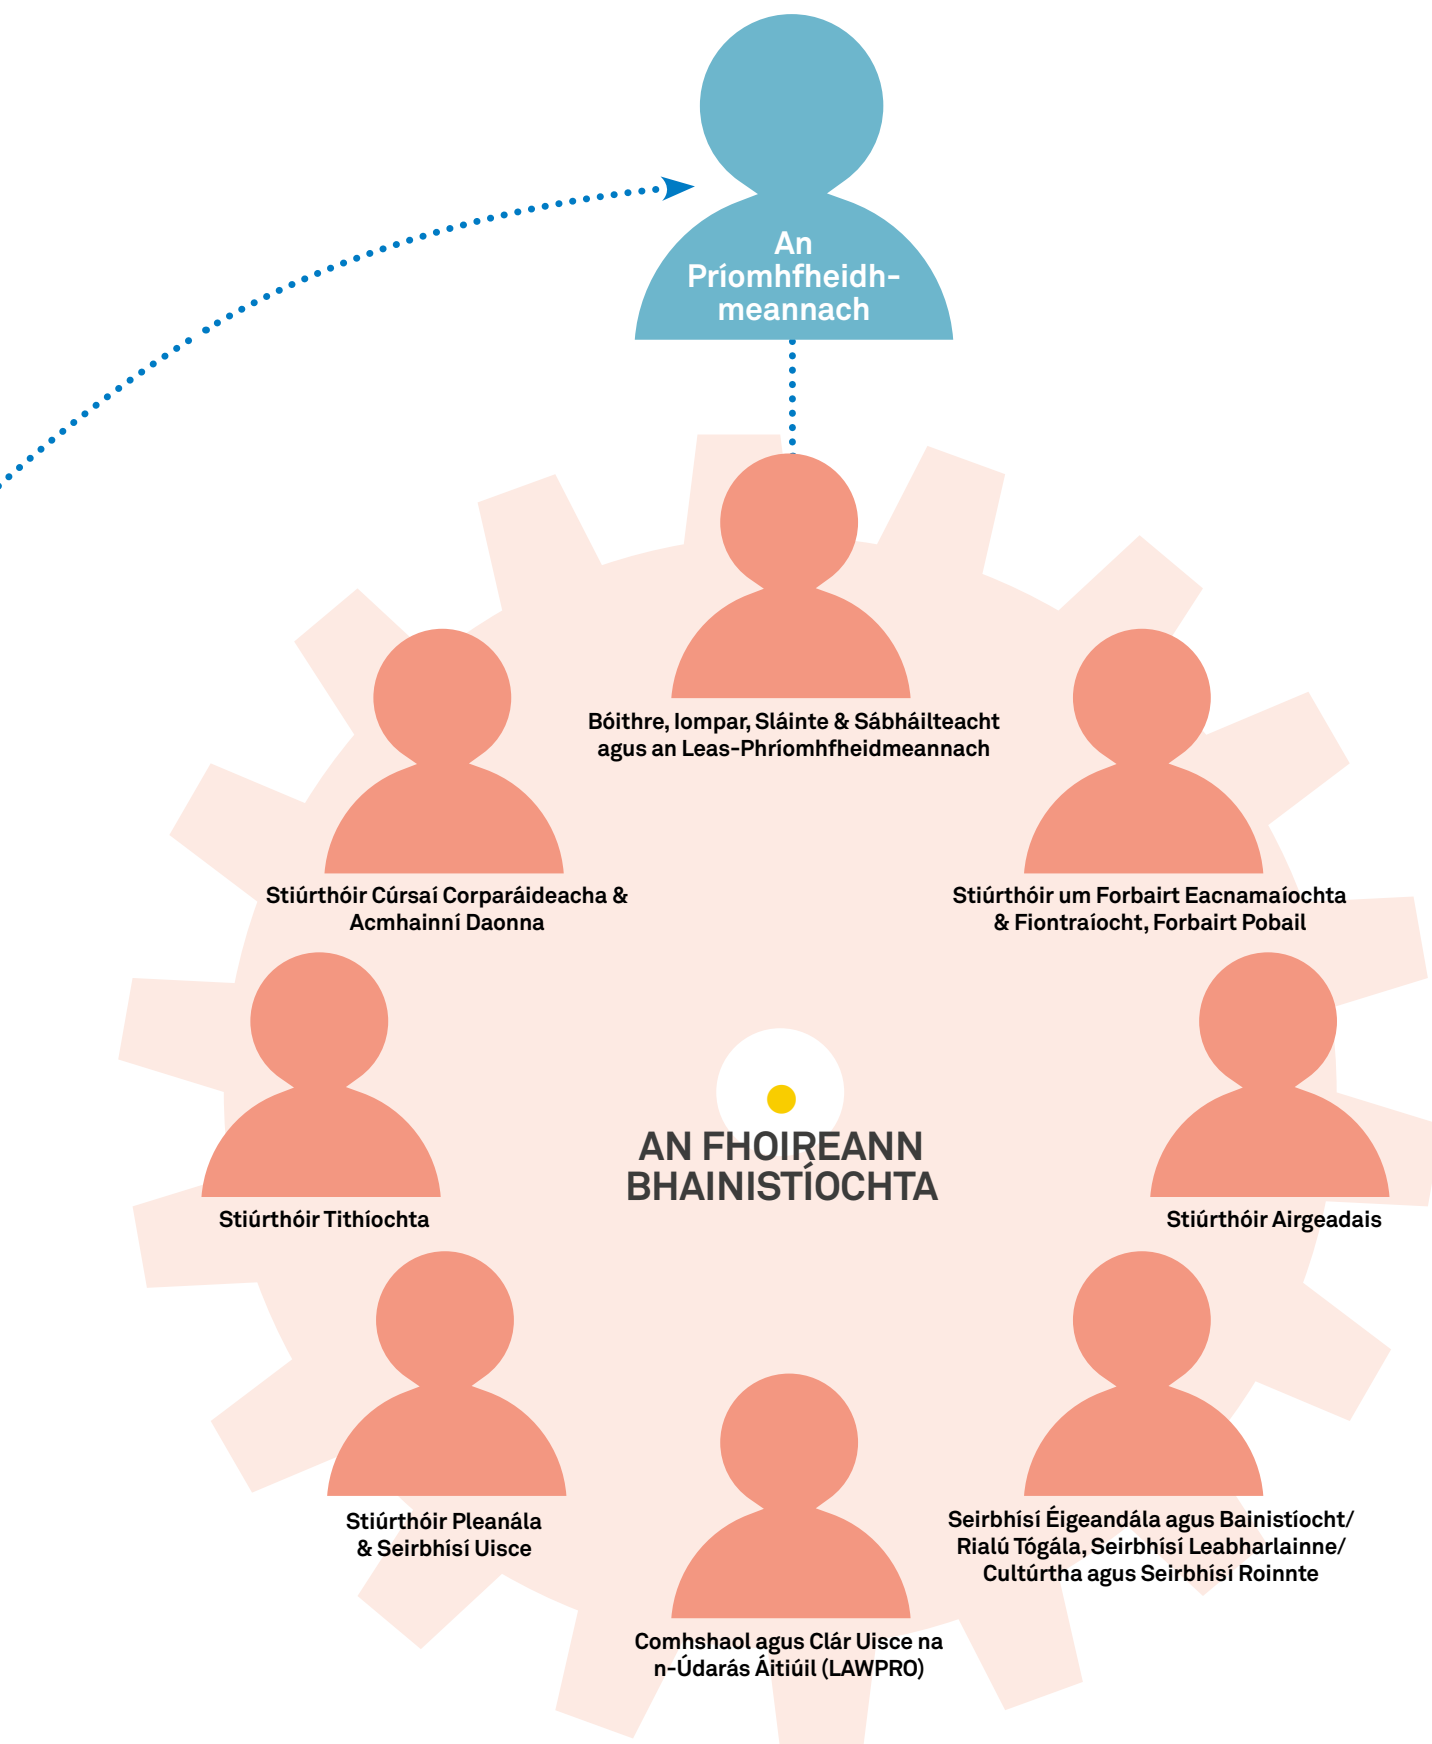 An
Príomhfheidh-
meannach
Bóithre, Iompar, Sláinte & Sábháilteacht
agus an Leas-Phríomhfheidmeannach
Stiúrthóir Cúrsaí Corparáideacha &
Acmhainní Daonna
Stiúrthóir um Forbairt Eacnamaíochta
& Fiontraíocht, Forbairt Pobail
AN FHOIREANN
BHAINISTÍOCHTA
Stiúrthóir Tithíochta
Stiúrthóir Airgeadais
Stiúrthóir Pleanála
& Seirbhísí Uisce
Seirbhísí Éigeandála agus Bainistíocht/
Rialú Tógála, Seirbhísí Leabharlainne/
Cultúrtha agus Seirbhísí Roinnte
Comhshaol agus Clár Uisce na
n-Údarás Áitiúil (LAWPRO)